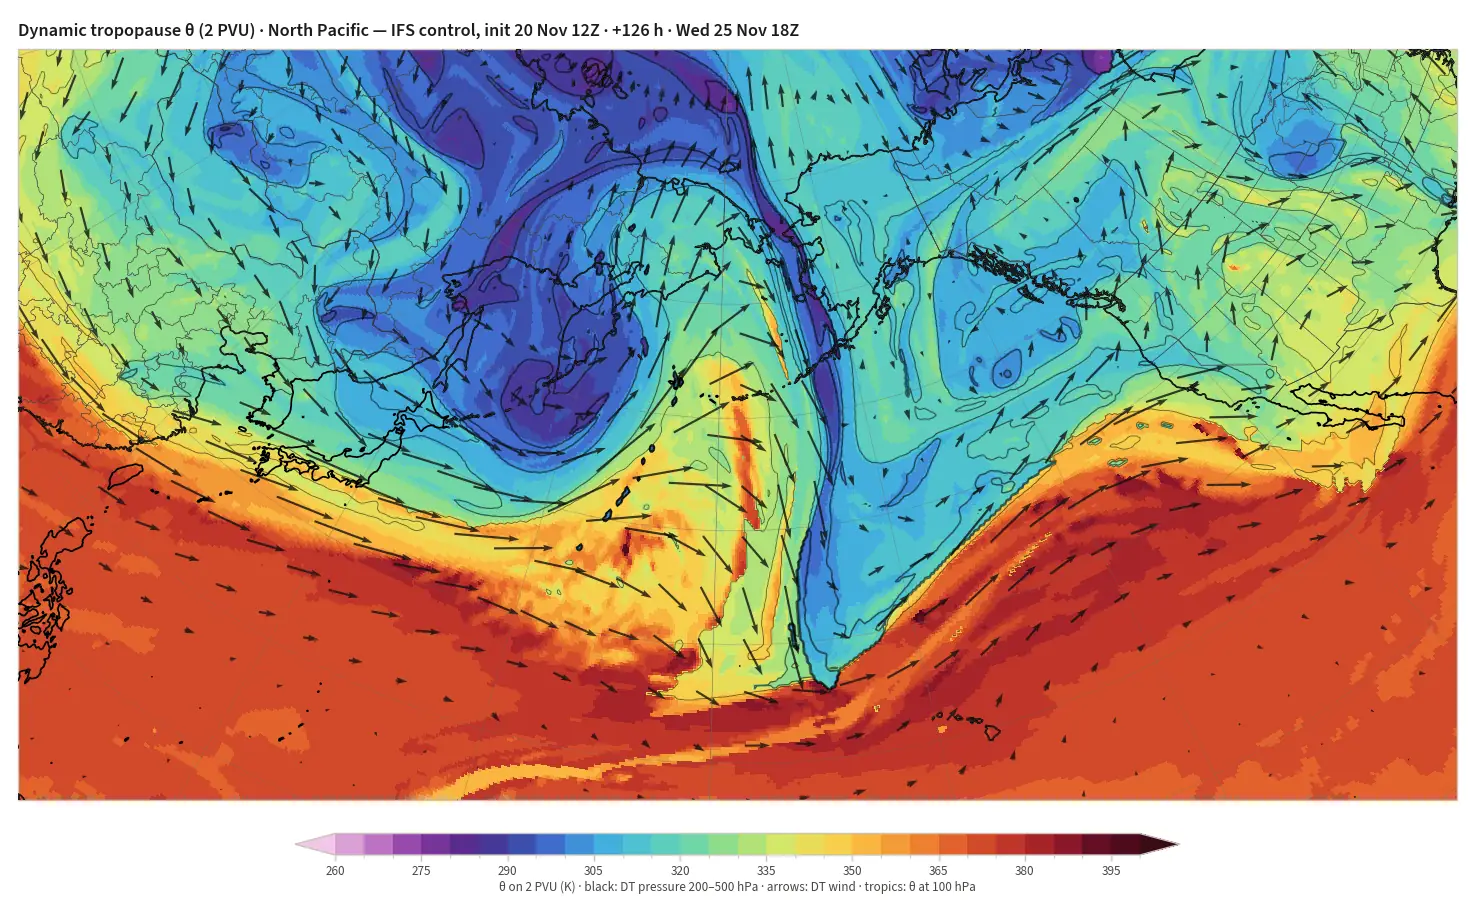 Dynamic tropopause θ (2 PVU) · North Pacific — IFS control, init 20 Nov 12Z · +126 h · Wed 25 Nov 18Z
260 275 290 305 320 335 350 365 380 395
θ on 2 PVU (K) · black: DT pressure 200–500 hPa · arrows: DT wind · tropics: θ at 100 hPa